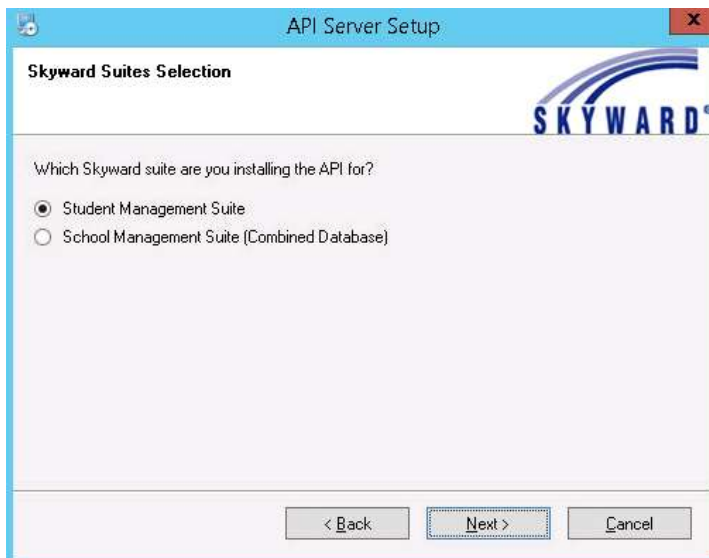 API Server Setup
x
Skyward Suites Selection
SKYWARD®
Which Skyward suite are you installing the API for?
Student Management Suite
School Management Suite (Combined Database)
< Back
Next >
Cancel